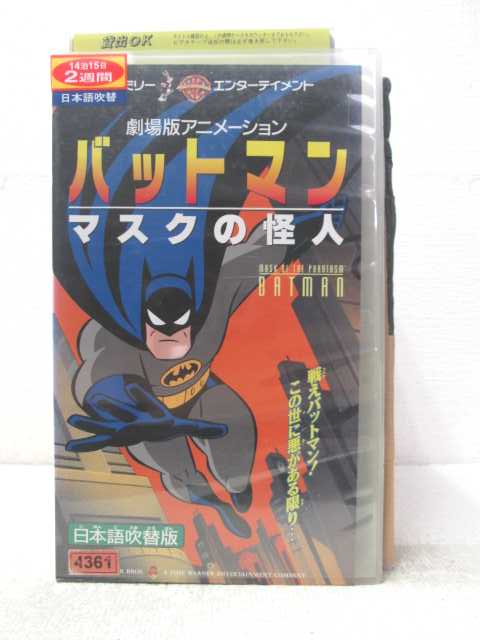 貸出OK
14泊15日
2週間
日本語吹替
ミリー エンターテイメント
劇場版アニメーション
バットマン
マスクの怪人
MASK OF THE PHANTASM
BATMAN
戦えバットマン!
この世に悪がある限り…
日本語吹替版
4361
R BROS.
A TIME WARNER ENTERTAINMENT COMPANY